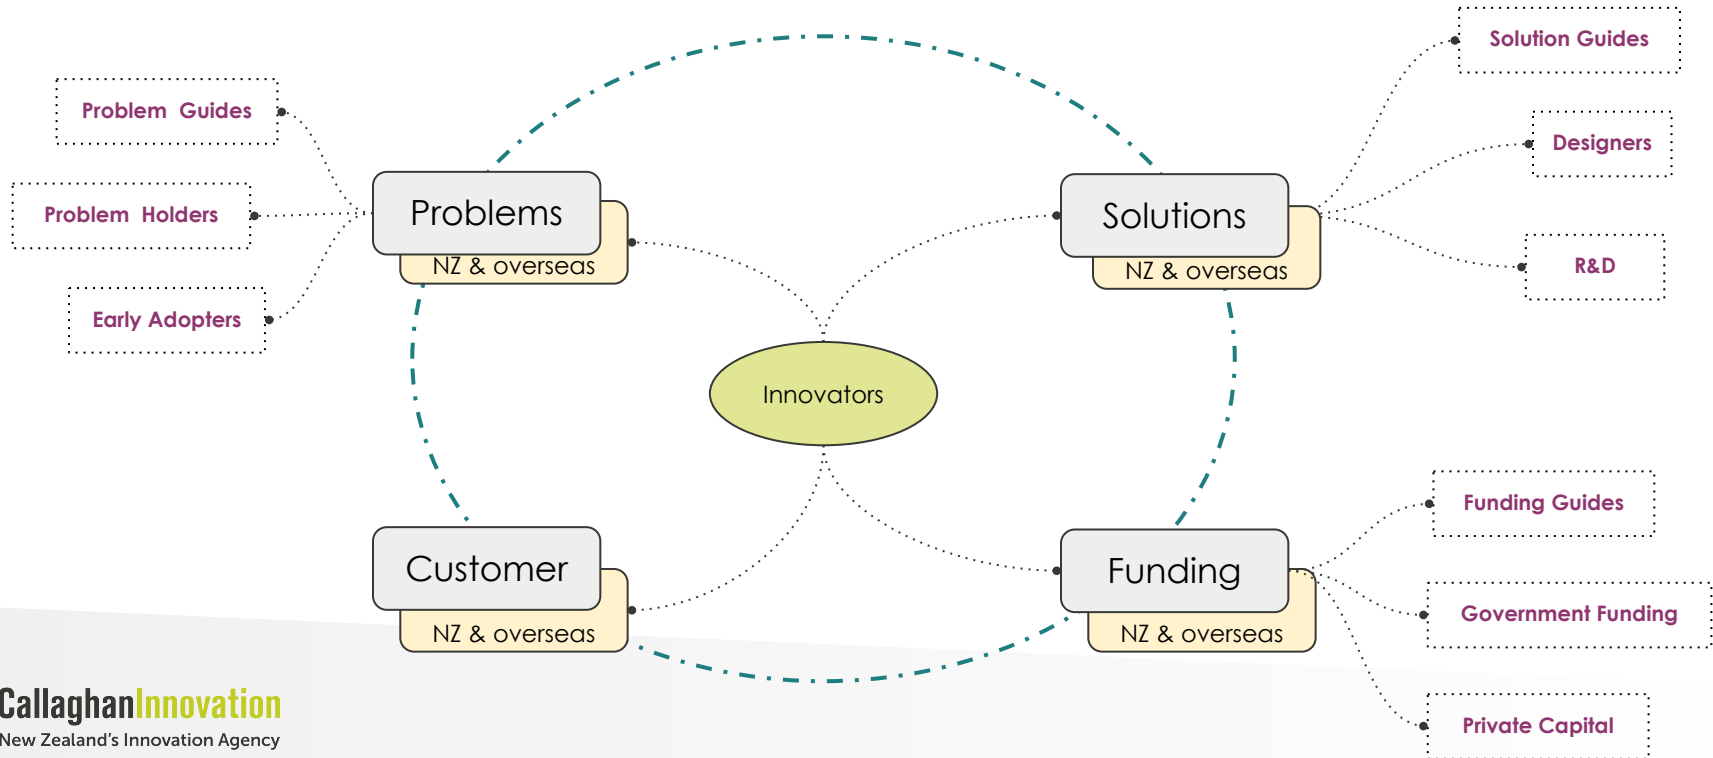 Solution Guides
Problem Guides
Designers
Problem Holders
Problems
NZ & overseas
Solutions
NZ & overseas
R&D
Early Adopters
Innovators
Funding Guides
Customer
NZ & overseas
Funding
NZ & overseas
Government Funding
Private Capital
CallaghanInnovation
New Zealand's Innovation Agency